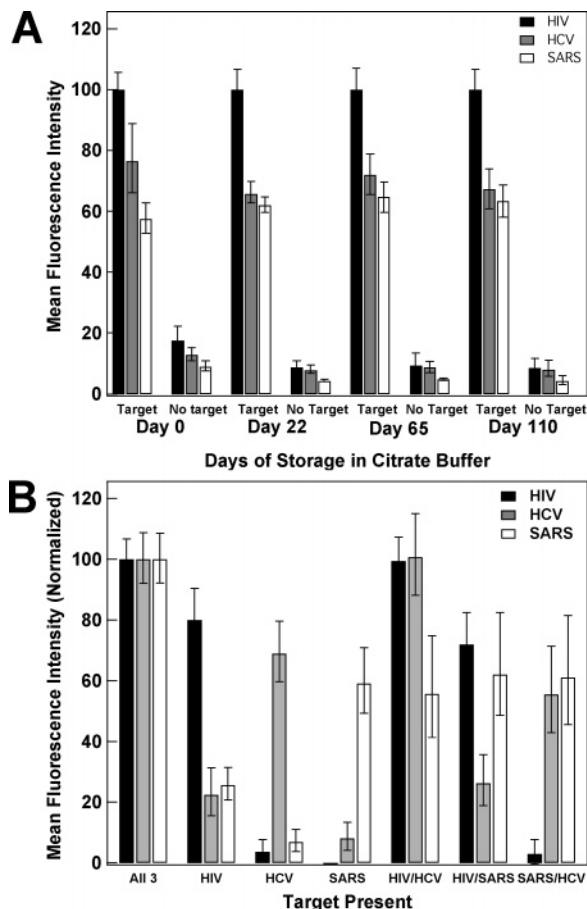 A
HIV
HCV
SARS
Mean Fluorescence Intensity
120
100
80
60
40
20
0
Target No target Target No Target Target No Target Target No Target
Day 0 Day 22 Day 65 Day 110
Days of Storage in Citrate Buffer
B
HIV
HCV
SARS
Mean Fluorescence Intensity (Normalized)
120
100
80
60
40
20
0
All 3 HIV HCV SARS HIV/HCV HIV/SARS SARS/HCV
Target Present